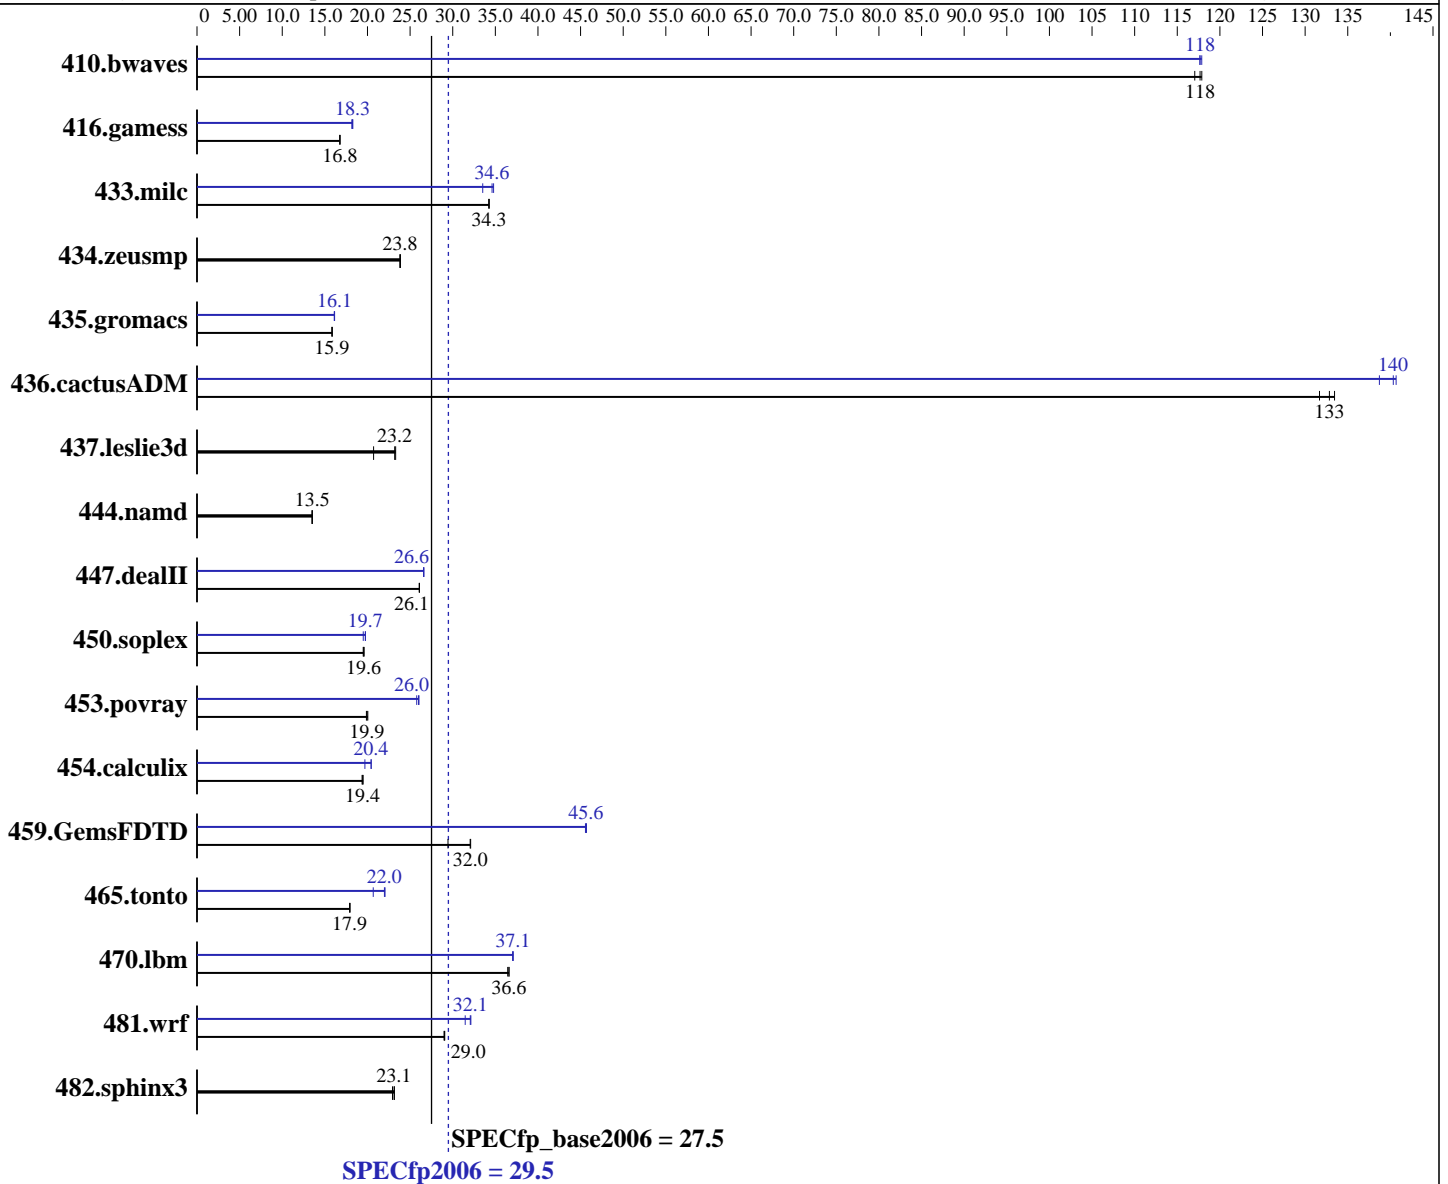 0 5.00 10.0 15.0 20.0 25.0 30.0 35.0 40.0 45.0 50.0 55.0 60.0 65.0 70.0 75.0 80.0 85.0 90.0 95.0 100 105 110 115 120 125 130 135 145
118
410.bwaves
118
18.3
416.gamess
16.8
34.6
433.milc
34.3
23.8
434.zeusmp
16.1
435.gromacs
15.9
140
436.cactusADM
133
23.2
437.leslie3d
13.5
444.namd
26.6
447.dealII
26.1
19.7
450.soplex
19.6
26.0
453.povray
19.9
20.4
454.calculix
19.4
45.6
459.GemsFDTD
32.0
22.0
465.tonto
17.9
37.1
470.lbm
36.6
32.1
481.wrf
29.0
23.1
482.sphinx3
SPECfp_base2006 = 27.5
SPECfp2006 = 29.5